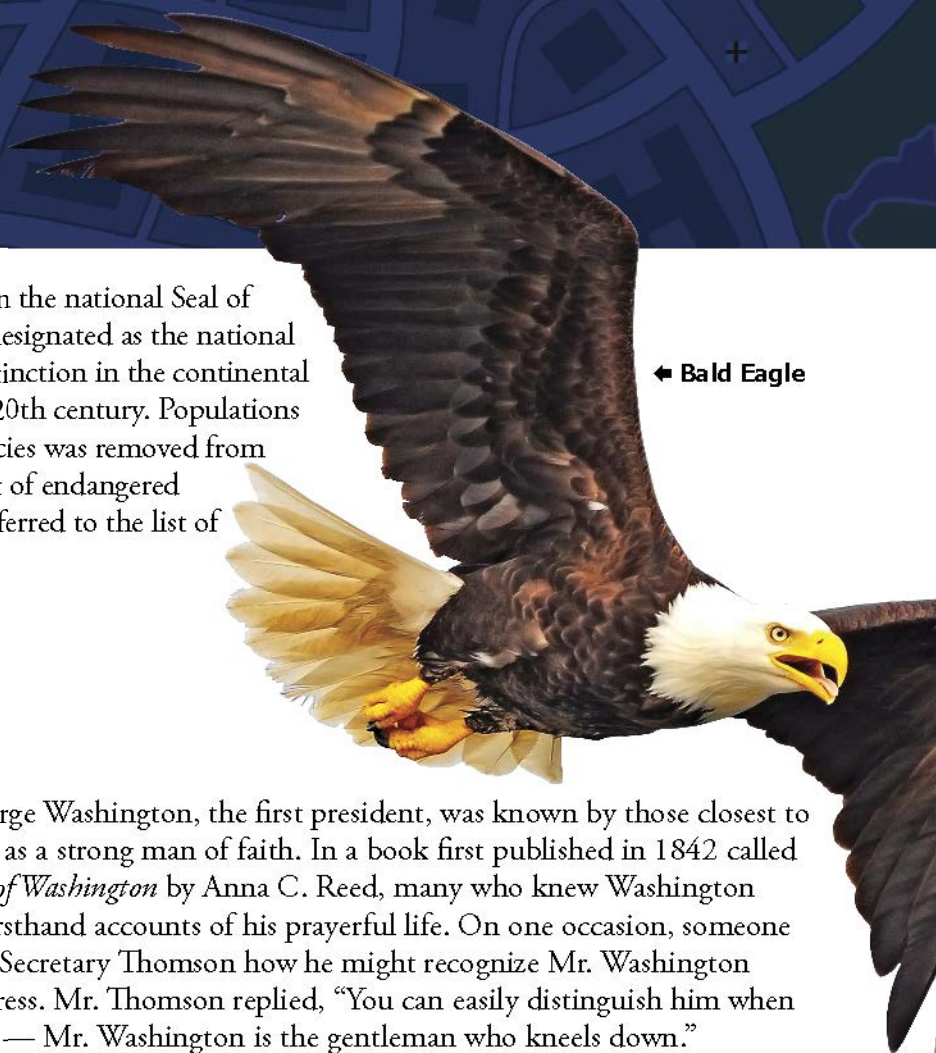 n the national Seal of
esignated as the national
inction in the continental
20th century. Populations
cies was removed from
of endangered
ferred to the list of
🠜 Bald Eagle
rge Washington, the first president, was known by those closest to
as a strong man of faith. In a book first published in 1842 called
of Washington by Anna C. Reed, many who knew Washington
rsthand accounts of his prayerful life. On one occasion, someone
Secretary Thomson how he might recognize Mr. Washington
ress. Mr. Thomson replied, “You can easily distinguish him when
— Mr. Washington is the gentleman who kneels down.”